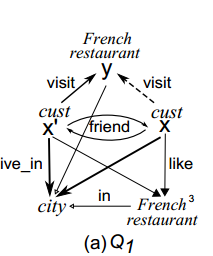 French
restaurant
y
visit visit
cust cust
x' friend x
ive_in like
city in French 3
restaurant
(a) Q1